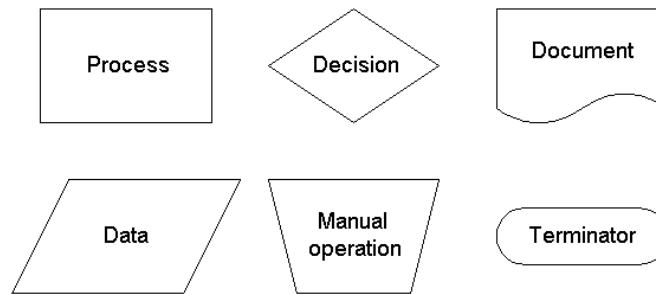 Process
Decision
Document
Data
Manual
operation
Terminator